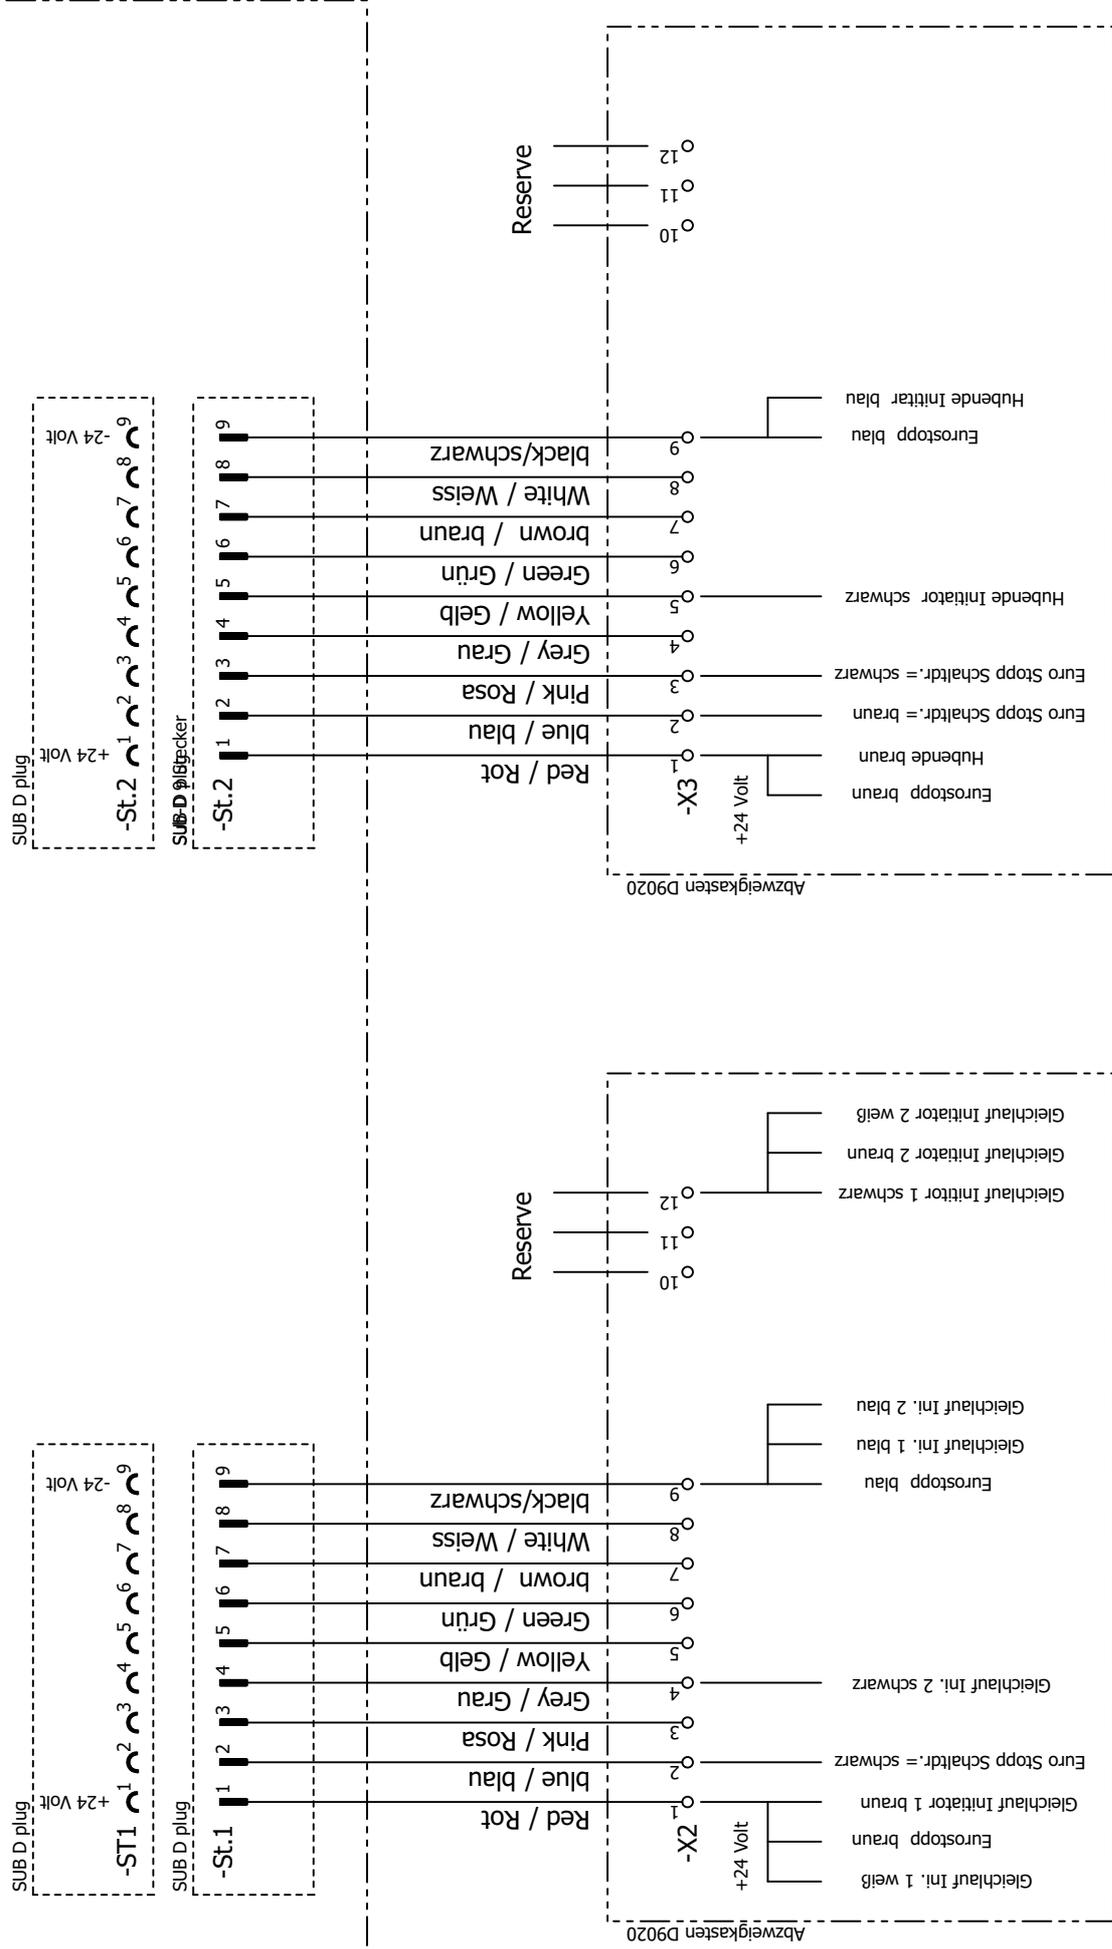 SUB D plug
-St.2
+24 Volt
1
2
3
4
5
6
7
8
9
-24 Volt
-St.2
1
2
3
4
5
6
7
8
9
Red / Rot
blue / blau
Pink / Rosa
Grey / Grau
Yellow / Gelb
Green / Grün
brown / braun
White / Weiss
black/schwarz
Reserve
10
11
12
-X3
1
2
3
4
5
6
7
8
9
+24 Volt
Hubende Inititar blau
Eurostopp blau
Hubende Initiator schwarz
Euro Stopp Schaltdr.= schwarz
Euro Stopp Schaltdr.= braun
Hubende braun
Eurostopp braun
Abzweigkasten D9020
SUB D plug
-ST1
+24 Volt
1
2
3
4
5
6
7
8
9
-24 Volt
SUB D plug
-St.1
1
2
3
4
5
6
7
8
9
Red / Rot
blue / blau
Pink / Rosa
Grey / Grau
Yellow / Gelb
Green / Grün
brown / braun
White / Weiss
black/schwarz
Reserve
10
11
12
-X2
1
2
3
4
5
6
7
8
9
+24 Volt
Gleichlauf Initiator 2 weiß
Gleichlauf Initiator 2 braun
Gleichlauf Inititor 1 schwarz
Gleichlauf Ini. 2 blau
Gleichlauf Ini. 1 blau
Eurostopp blau
Gleichlauf Ini. 2 schwarz
Euro Stopp Schaltdr.= schwarz
Gleichlauf Initiator 1 braun
Eurostopp braun
Gleichlauf Ini. 1 weiß
Abzweigkasten D9020